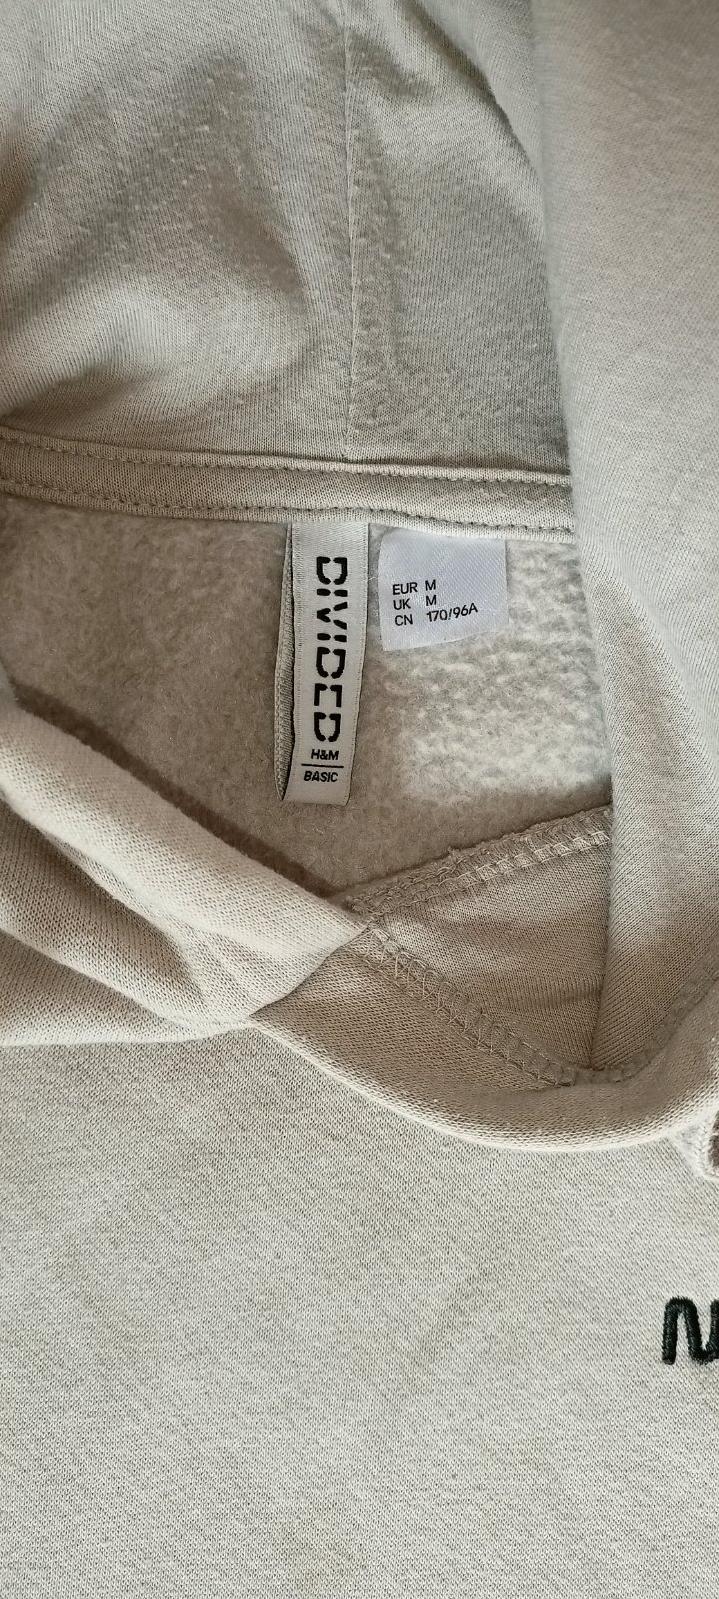 DIVIDED
H&M
BASIC
EUR M
UK M
CN 170/96A